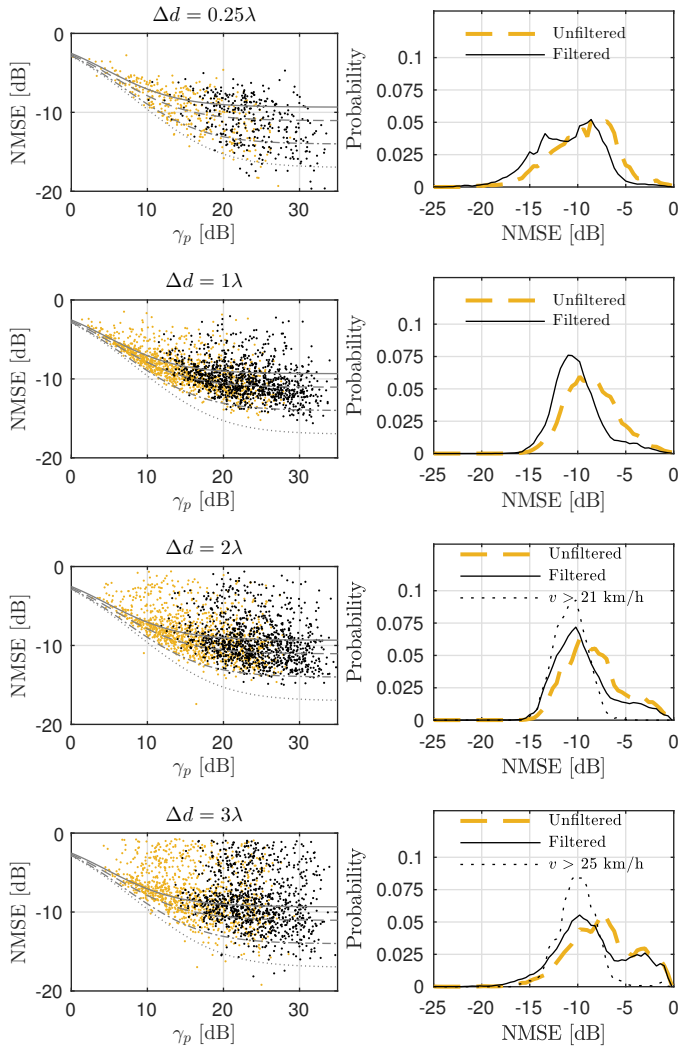 Δd = 0.25λ
NMSE [dB]
0
-10
-20
0 10 20 30
γp [dB]
Probability
0.1
0.075
0.05
0.025
0
Unfiltered
Filtered
-25 -20 -15 -10 -5 0
NMSE [dB]
Δd = 1λ
NMSE [dB]
0
-10
-20
0 10 20 30
γp [dB]
Probability
0.1
0.075
0.05
0.025
0
Unfiltered
Filtered
-25 -20 -15 -10 -5 0
NMSE [dB]
Δd = 2λ
NMSE [dB]
0
-5
-10
-15
-20
0 10 20 30
γp [dB]
Probability
0.1
0.075
0.05
0.025
0
Unfiltered
Filtered
v > 21 km/h
-25 -20 -15 -10 -5 0
NMSE [dB]
Δd = 3λ
NMSE [dB]
0
-10
-20
0 10 20 30
γp [dB]
Probability
0.1
0.075
0.05
0.025
0
Unfiltered
Filtered
v > 25 km/h
-25 -20 -15 -10 -5 0
NMSE [dB]